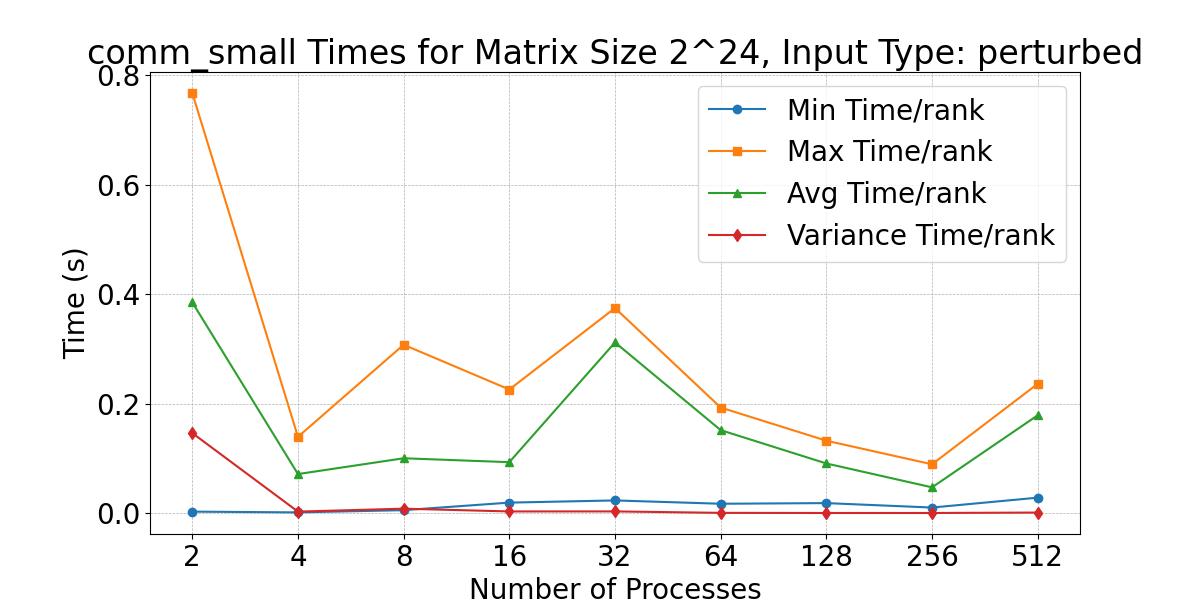 comm_small Times for Matrix Size 2^24, Input Type: perturbed
Min Time/rank
Max Time/rank
Avg Time/rank
Variance Time/rank
Time (s)
0.8
0.6
0.4
0.2
0.0
2 4 8 16 32 64 128 256 512
Number of Processes